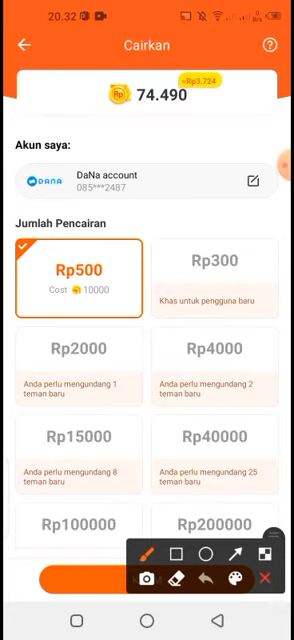 20.32
Cairkan
≈Rp3.724
Rp 74.490
Akun saya:
DANA
DaNa account
085***2487
Jumlah Pencairan
Rp500
Cost 10000
Rp300
Khas untuk pengguna baru
Rp2000
Anda perlu mengundang 1
teman baru
Rp4000
Anda perlu mengundang 2
teman baru
Rp15000
Anda perlu mengundang 8
teman baru
Rp40000
Anda perlu mengundang 25
teman baru
Rp100000
Rp200000